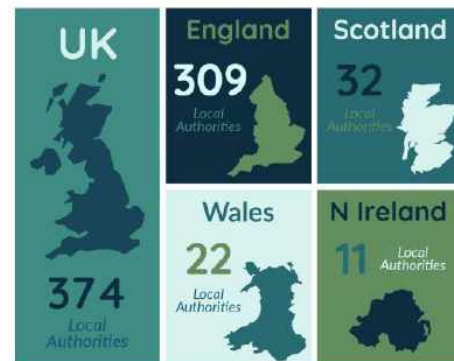 UK
374
Local
Authorities
England
309
Local
Authorities
Scotland
32
Local
Authorities
Wales
22
Local
Authorities
N Ireland
11
Local
Authorities